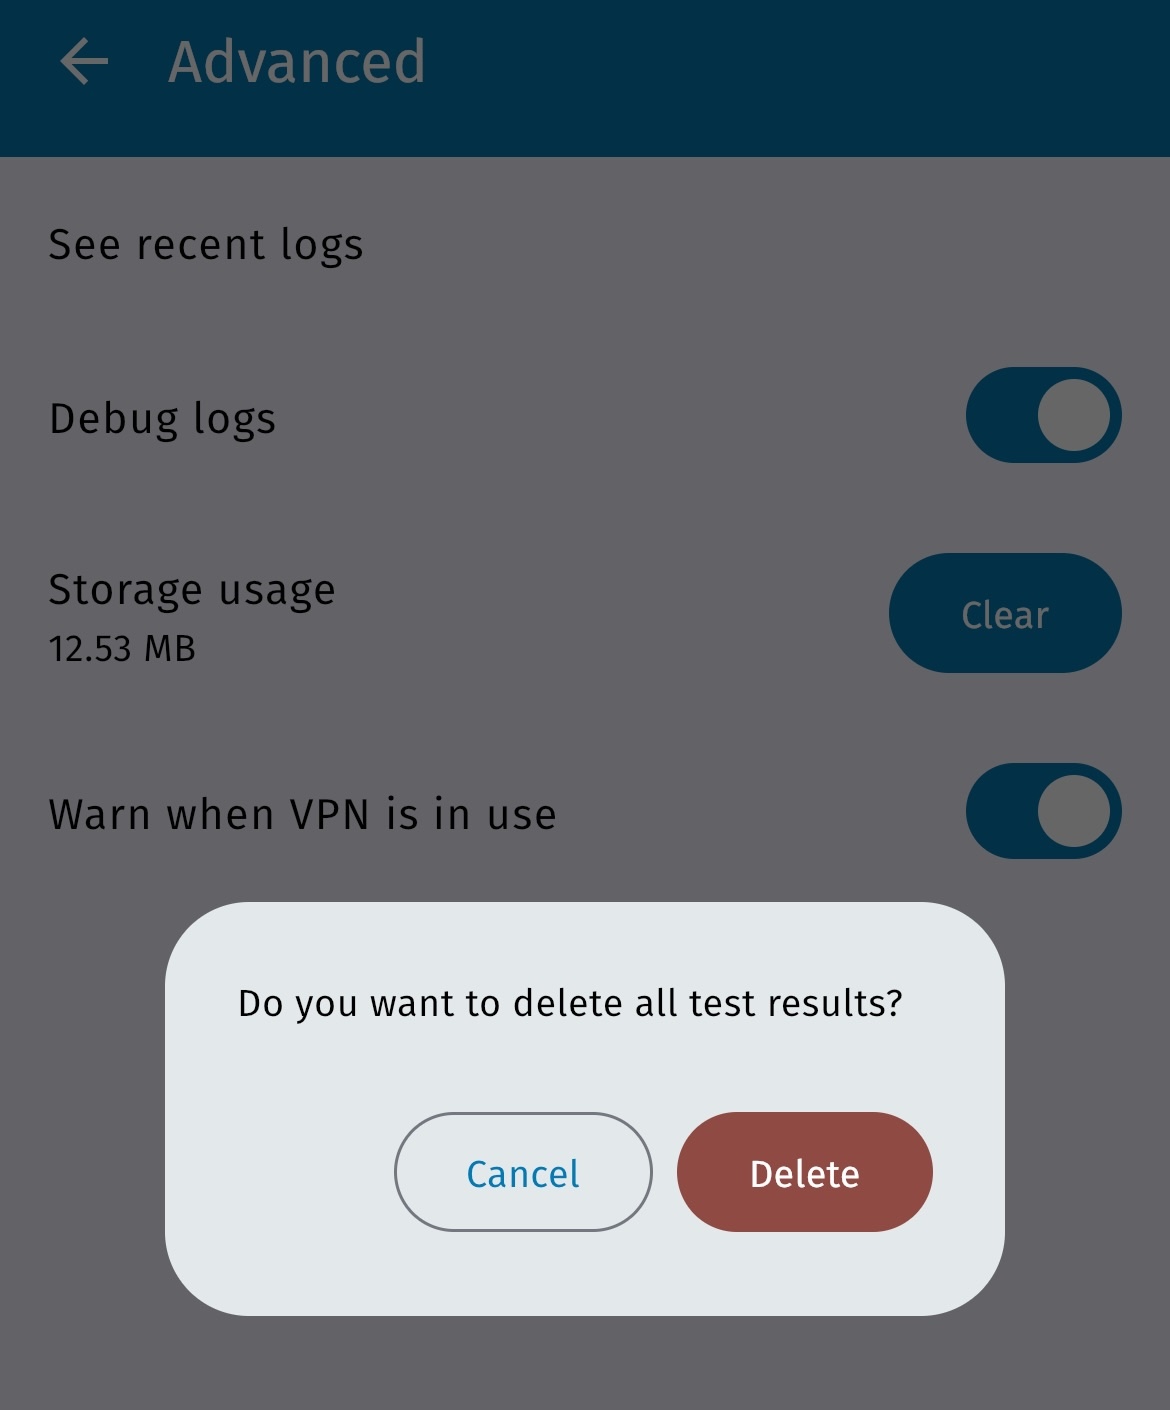 Advanced
See recent logs
Debug logs
Storage usage
12.53 MB
Clear
Warn when VPN is in use
Do you want to delete all test results?
Cancel
Delete